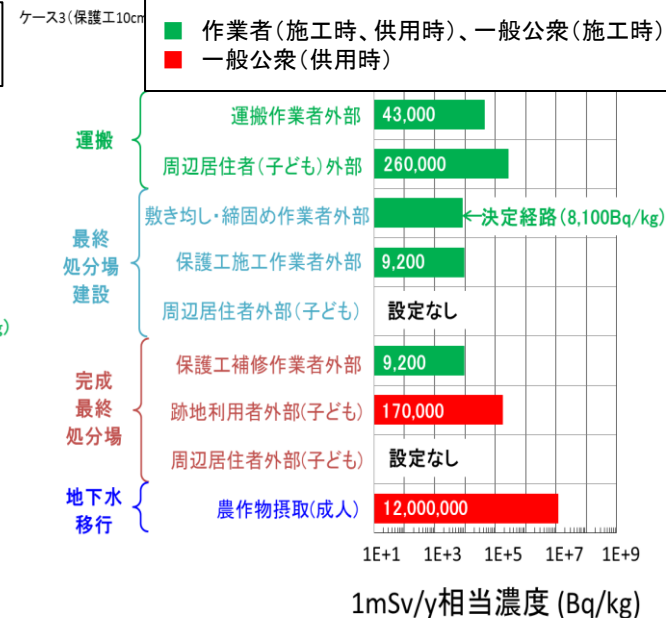 ケース3(保護工10cm
■ 作業者(施工時、供用時)、一般公衆(施工時)
■ 一般公衆(供用時)
運搬
運搬作業者外部
43,000
周辺居住者(子ども)外部
260,000
最終
処分場
建設
敷き均し・締固め作業者外部
決定経路(8,100Bq/kg)
保護工施工作業者外部
9,200
周辺居住者外部(子ども)
設定なし
完成
最終
処分場
保護工補修作業者外部
9,200
跡地利用者外部(子ども)
170,000
周辺居住者外部(子ども)
設定なし
地下水
移行
農作物摂取(成人)
12,000,000
1E+1 1E+3 1E+5 1E+7 1E+9
1mSv/y相当濃度 (Bq/kg)